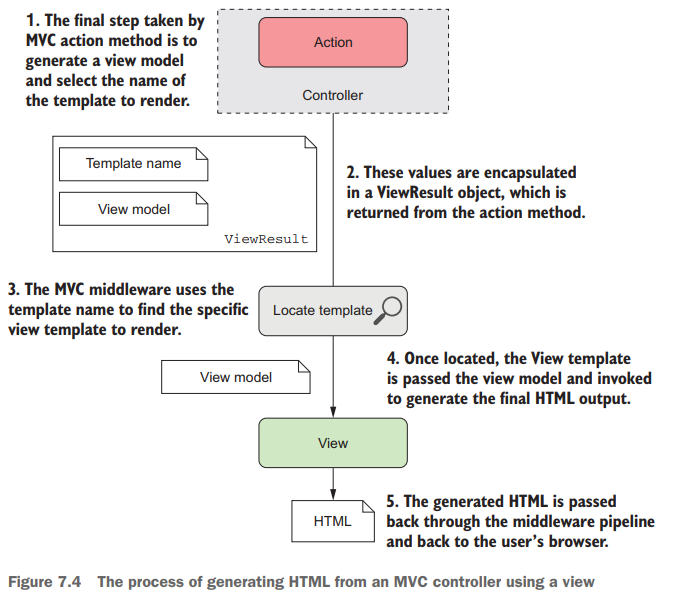 1. The final step taken by
MVC action method is to
generate a view model
and select the name of
the template to render.
Action
Controller
Template name
View model
ViewResult
2. These values are encapsulated
in a ViewResult object, which is
returned from the action method.
3. The MVC middleware uses the
template name to find the specific
view template to render.
Locate template
View model
4. Once located, the View template
is passed the view model and invoked
to generate the final HTML output.
View
HTML
5. The generated HTML is passed
back through the middleware pipeline
and back to the user’s browser.
Figure 7.4 The process of generating HTML from an MVC controller using a view